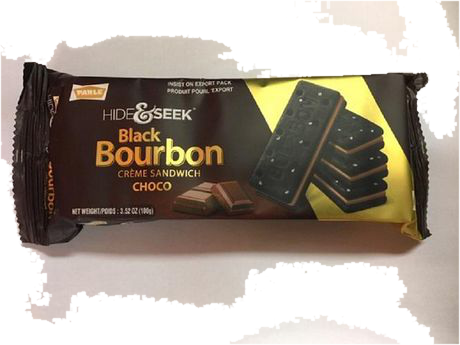 PARLE
INSIST ON EXPORT PACK
PRODUIT POUR L'EXPORT
HIDE&SEEK
Black
Bourbon
CRÈME SANDWICH
CHOCO
NET WEIGHT/POIDS : 3.52 OZ (100g)
Bourbon